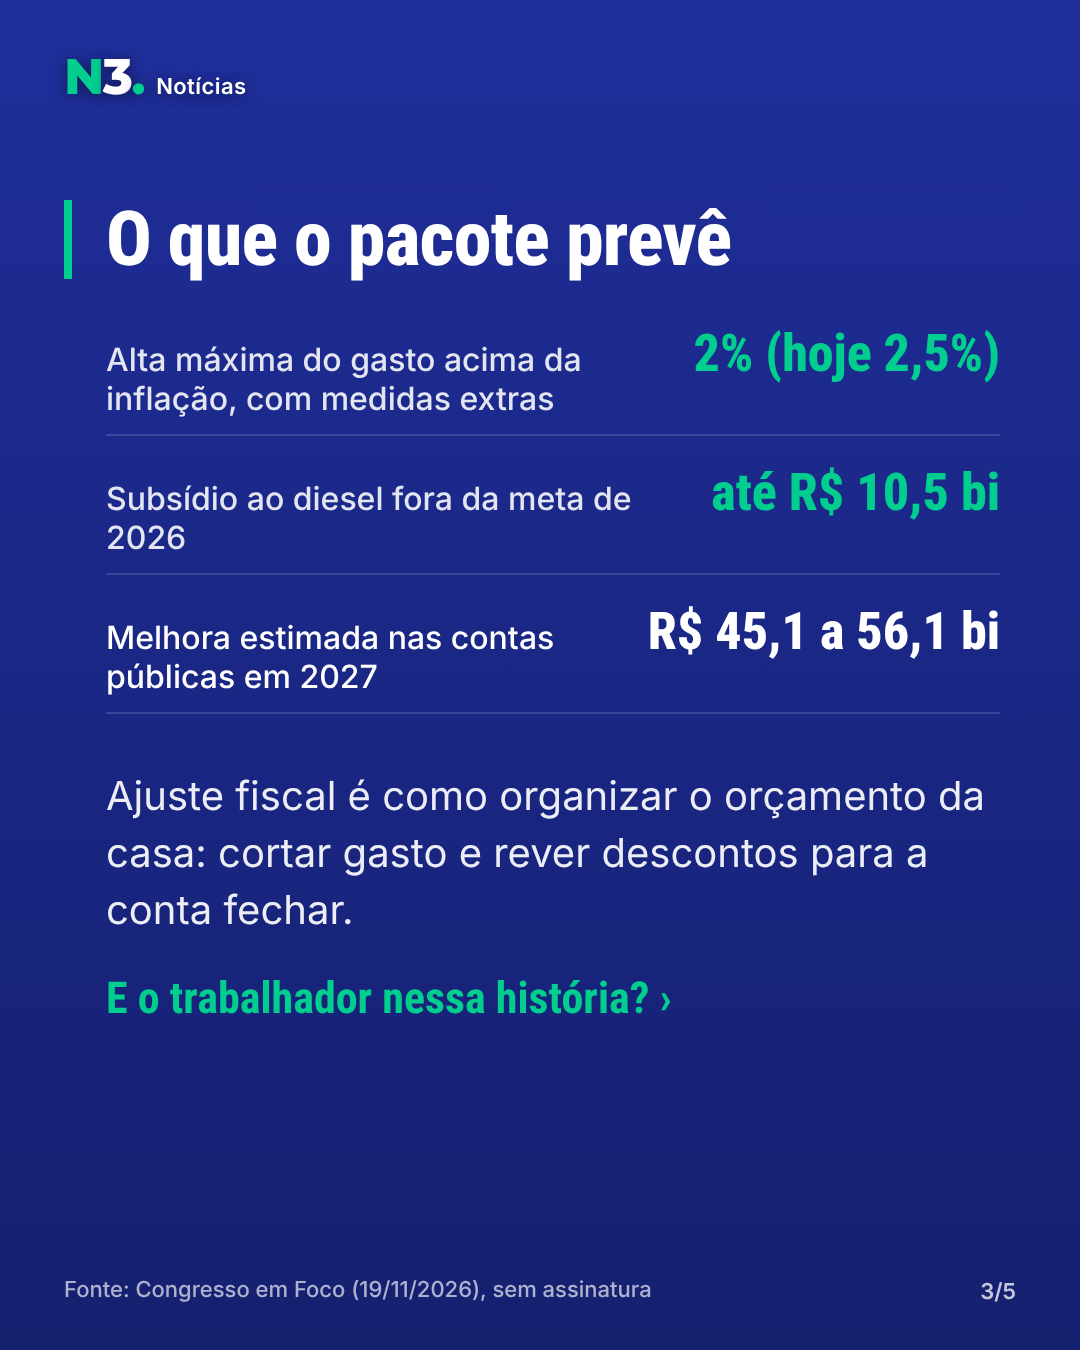 N3. Notícias
O que o pacote prevê
Alta máxima do gasto acima da
inflação, com medidas extras
2% (hoje 2,5%)
Subsídio ao diesel fora da meta de
2026
até R$ 10,5 bi
Melhora estimada nas contas
públicas em 2027
R$ 45,1 a 56,1 bi
Ajuste fiscal é como organizar o orçamento da
casa: cortar gasto e rever descontos para a
conta fechar.
E o trabalhador nessa história? ›
Fonte: Congresso em Foco (19/11/2026), sem assinatura
3/5